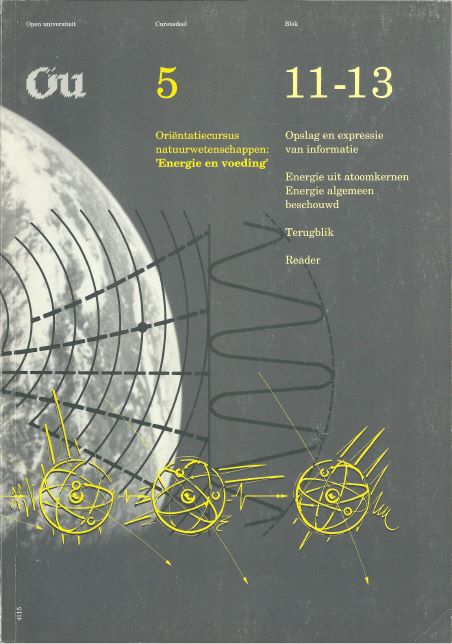 Open universiteit
Cursusdeel
Blok
Ou
5
11-13
Oriëntatiecursus
natuurwetenschappen:
'Energie en voeding'
Opslag en expressie
van informatie
Energie uit atoomkernen
Energie algemeen
beschouwd
Terugblik
Reader
4115